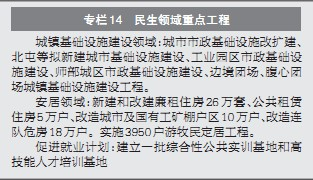 专栏14 民生领域重点工程
城镇基础设施建设领域：城市市政基础设施改扩建、
北屯等拟新建城市基础设施建设、工业园区市政基础设
施建设、师部城区市政基础设施建设、边境团场、腹心团
场城镇基础设施建设工程。
安居领域：新建和改建廉租住房26万套、公共租赁
住房5万户、改造城市及国有工矿棚户区10万户、改造连
队危房18万户。实施3950户游牧民定居工程。
促进就业计划：建立一批综合性公共实训基地和高
技能人才培训基地